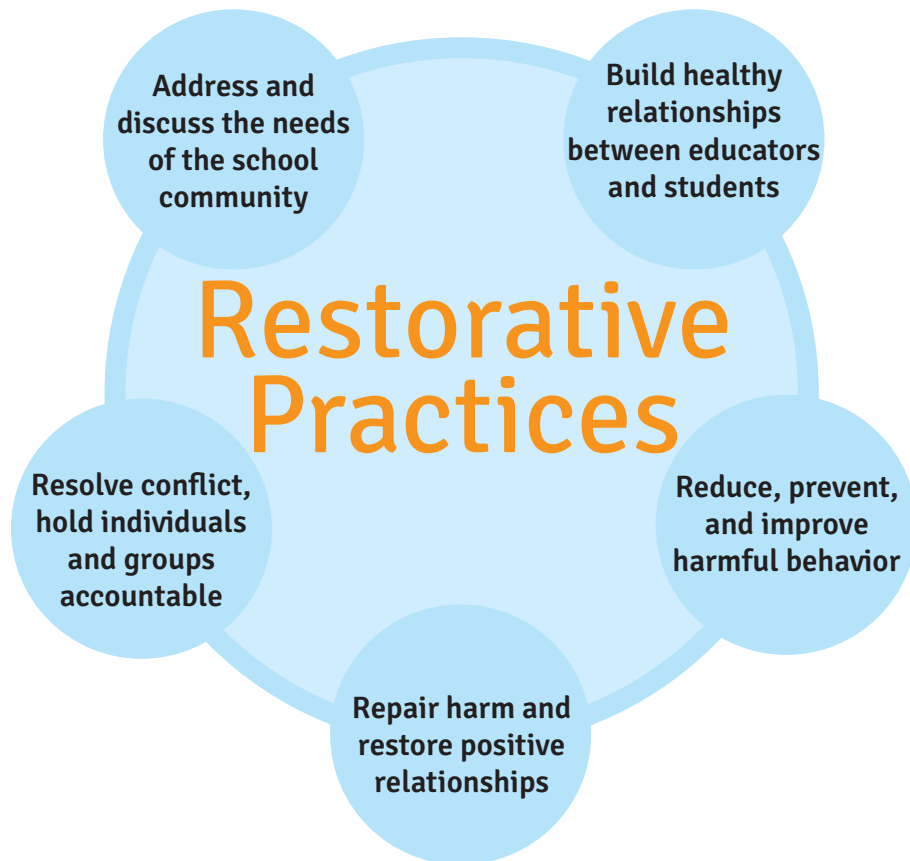 Address and
discuss the needs
of the school
community
Build healthy
relationships
between educators
and students
Restorative
Practices
Resolve conflict,
hold individuals
and groups
accountable
Reduce, prevent,
and improve
harmful behavior
Repair harm and
restore positive
relationships